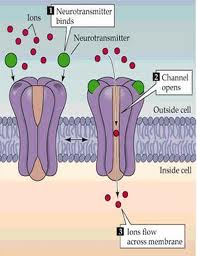 Ions
1 Neurotransmitter
binds
Neurotransmitter
2 Channel
opens
Outside cell
Inside cell
3 Ions flow
across membrane